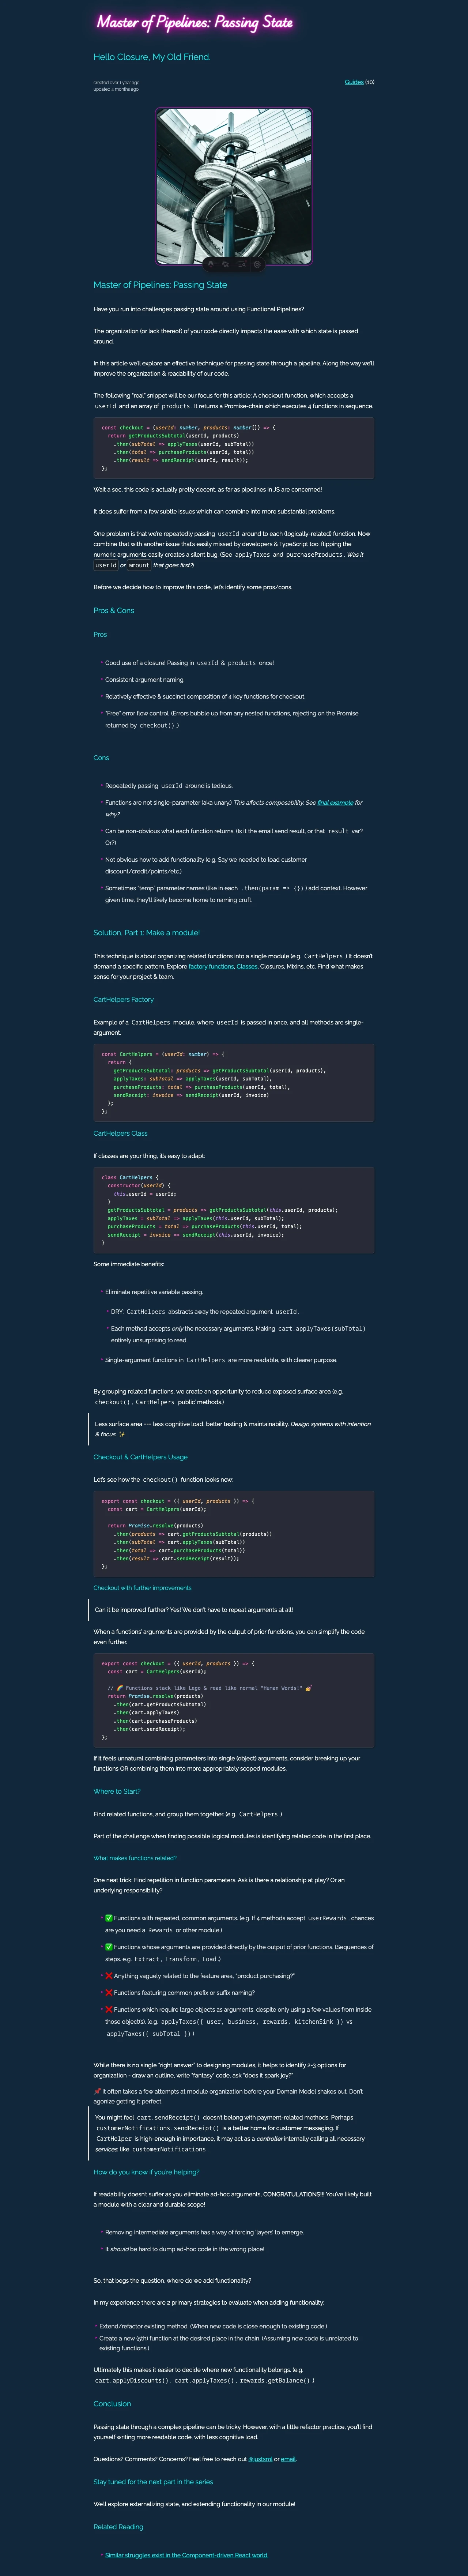 Master of Pipelines: Passing State
Hello Closure, My Old Friend.
created over 1 year ago
updated 4 months ago
Guides (10)
Master of Pipelines: Passing State
Have you run into challenges passing state around using Functional Pipelines?
The organization (or lack thereof) of your code directly impacts the ease with which state is passed
around.
In this article we'll explore an effective technique for passing state through a pipeline. Along the way we'll
improve the organization & readability of our code.
The following "real" snippet will be our focus for this article: A checkout function, which accepts a
userId and an array of products. It returns a Promise-chain which executes 4 functions in sequence.
const checkout = (userId: number, products: number[]) => {
return getProductsSubtotal(userId, products)
.then(subTotal => applyTaxes(userId, subTotal))
.then(total => purchaseProducts(userId, total))
.then(result => sendReceipt(userId, result));
};
Wait a sec, this code is actually pretty decent, as far as pipelines in JS are concerned!
It does suffer from a few subtle issues which can combine into more substantial problems.
One problem is that we're repeatedly passing userId around to each (logically-related) function. Now
combine that with another issue that's easily missed by developers & TypeScript too: flipping the
numeric arguments easily creates a silent bug. (See applyTaxes and purchaseProducts. Was it
userId or amount that goes first?)
Before we decide how to improve this code, let's identify some pros/cons.
Pros & Cons
Pros
Good use of a closure! Passing in userId & products once!
Consistent argument naming.
Relatively effective & succinct composition of 4 key functions for checkout.
"Free" error flow control. (Errors bubble up from any nested functions, rejecting on the Promise
returned by checkout().)
Cons
Repeatedly passing userId around is tedious.
Functions are not single-parameter (aka unary.) This affects composability. See final example for
why?
Can be non-obvious what each function returns. (Is it the email send result, or that result var?
Or?)
Not obvious how to add functionality (e.g. Say we needed to load customer
discount/credit/points/etc.)
Sometimes "temp" parameter names (like in each .then(param => {})) add context. However
given time, they'll likely become home to naming cruft.
Solution, Part 1: Make a module!
This technique is about organizing related functions into a single module (e.g. CartHelpers.) It doesn't
demand a specific pattern. Explore factory functions, Classes, Closures, Mixins, etc. Find what makes
sense for your project & team.
CartHelpers Factory
Example of a CartHelpers module, where userId is passed in once, and all methods are single-
argument.
const CartHelpers = (userId: number) => {
return {
getProductsSubtotal: products => getProductsSubtotal(userId, products),
applyTaxes: subTotal => applyTaxes(userId, subTotal),
purchaseProducts: total => purchaseProducts(userId, total),
sendReceipt: invoice => sendReceipt(userId, invoice)
};
};
CartHelpers Class
If classes are your thing, it's easy to adapt:
class CartHelpers {
constructor(userId) {
this.userId = userId;
}
getProductsSubtotal = products => getProductsSubtotal(this.userId, products);
applyTaxes = subTotal => applyTaxes(this.userId, subTotal);
purchaseProducts = total => purchaseProducts(this.userId, total);
sendReceipt = invoice => sendReceipt(this.userId, invoice);
}
Some immediate benefits:
Eliminate repetitive variable passing.
DRY: CartHelpers abstracts away the repeated argument userId.
Each method accepts only the necessary arguments. Making cart.applyTaxes(subTotal)
entirely unsurprising to read.
Single-argument functions in CartHelpers are more readable, with clearer purpose.
By grouping related functions, we create an opportunity to reduce exposed surface area (e.g.
checkout(), CartHelpers 'public' methods.)
Less surface area === less cognitive load, better testing & maintainability. Design systems with intention
& focus. ✨
Checkout & CartHelpers Usage
Let's see how the checkout() function looks now:
export const checkout = ({ userId, products }) => {
const cart = CartHelpers(userId);
return Promise.resolve(products)
.then(products => cart.getProductsSubtotal(products))
.then(subTotal => cart.applyTaxes(subTotal))
.then(total => cart.purchaseProducts(total))
.then(result => cart.sendReceipt(result));
};
Checkout with further improvements
Can it be improved further? Yes! We don't have to repeat arguments at all!
When a functions' arguments are provided by the output of prior functions, you can simplify the code
even further.
export const checkout = ({ userId, products }) => {
const cart = CartHelpers(userId);
// 🌈 Functions stack like Lego & read like normal "Human Words!" 💅
return Promise.resolve(products)
.then(cart.getProductsSubtotal)
.then(cart.applyTaxes)
.then(cart.purchaseProducts)
.then(cart.sendReceipt);
};
If it feels unnatural combining parameters into single (object) arguments, consider breaking up your
functions OR combining them into more appropriately scoped modules.
Where to Start?
Find related functions, and group them together. (e.g. CartHelpers.)
Part of the challenge when finding possible logical modules is identifying related code in the first place.
What makes functions related?
One neat trick: Find repetition in function parameters. Ask is there a relationship at play? Or an
underlying responsibility?
✅ Functions with repeated, common arguments. (e.g. If 4 methods accept userRewards, chances
are you need a Rewards or other module.)
✅ Functions whose arguments are provided directly by the output of prior functions. (Sequences of
steps, e.g. Extract, Transform, Load.)
❌ Anything vaguely related to the feature area, "product purchasing?"
❌ Functions featuring common prefix or suffix naming?
❌ Functions which require large objects as arguments, despite only using a few values from inside
those object(s). (e.g. applyTaxes({ user, business, rewards, kitchenSink }) vs
applyTaxes({ subTotal }))
While there is no single "right answer" to designing modules, it helps to identify 2-3 options for
organization - draw an outline, write "fantasy" code, ask "does it spark joy?"
📌 It often takes a few attempts at module organization before your Domain Model shakes out. Don't
agonize getting it perfect.
You might feel cart.sendReceipt() doesn't belong with payment-related methods. Perhaps
customerNotifications.sendReceipt() is a better home for customer messaging. If
CartHelper is high-enough in importance, it may act as a controller internally calling all necessary
services, like customerNotifications.
How do you know if you're helping?
If readability doesn't suffer as you eliminate ad-hoc arguments, CONGRATULATIONS!!! You've likely built
a module with a clear and durable scope!
Removing intermediate arguments has a way of forcing 'layers' to emerge.
It should be hard to dump ad-hoc code in the wrong place!
So, that begs the question, where do we add functionality?
In my experience there are 2 primary strategies to evaluate when adding functionality:
Extend/refactor existing method. (When new code is close enough to existing code.)
Create a new (5th) function at the desired place in the chain. (Assuming new code is unrelated to
existing functions.)
Ultimately this makes it easier to decide where new functionality belongs. (e.g.
cart.applyDiscounts(), cart.applyTaxes(), rewards.getBalance().)
Conclusion
Passing state through a complex pipeline can be tricky. However, with a little refactor practice, you'll find
yourself writing more readable code, with less cognitive load.
Questions? Comments? Concerns? Feel free to reach out @justsml or email.
Stay tuned for the next part in the series
We'll explore externalizing state, and extending functionality in our module!
Related Reading
Similar struggles exist in the Component-driven React world.